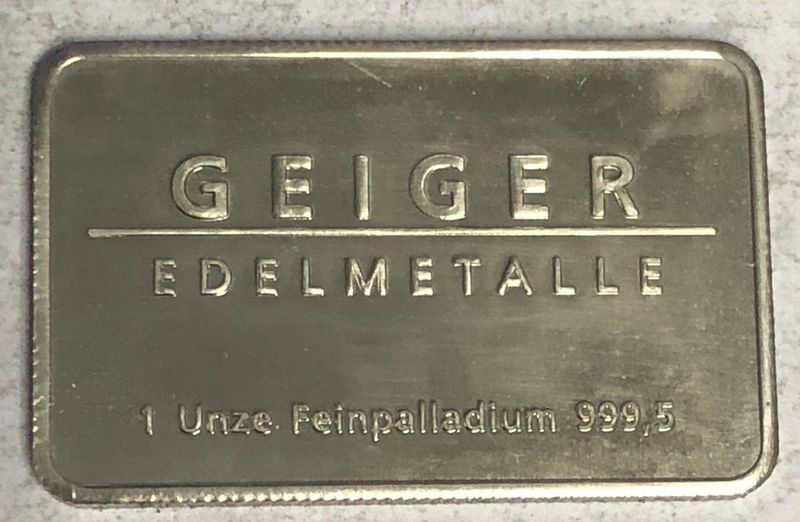 GEIGER
EDELMETALLE
1 Unze Feinpalladium 999,5